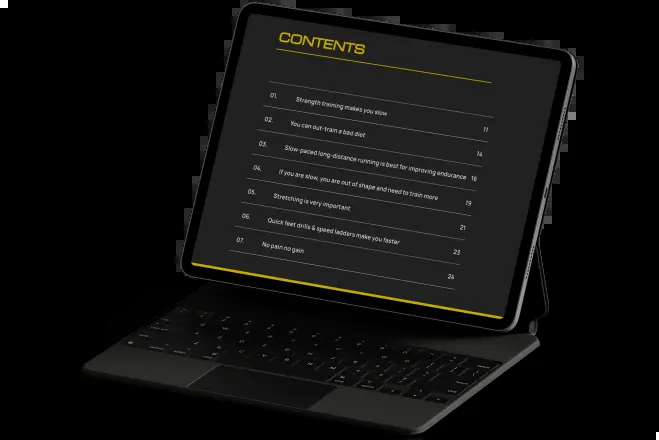 CONTENTS
01. Strength training makes you slow 11
02. You can out-train a bad diet 14
03. Slow-paced long-distance running is best for improving endurance 16
04. If you are slow, you are out of shape and need to train more 19
05. Stretching is very important 21
06. Quick feet drills & speed ladders make you faster 23
07. No pain no gain 24